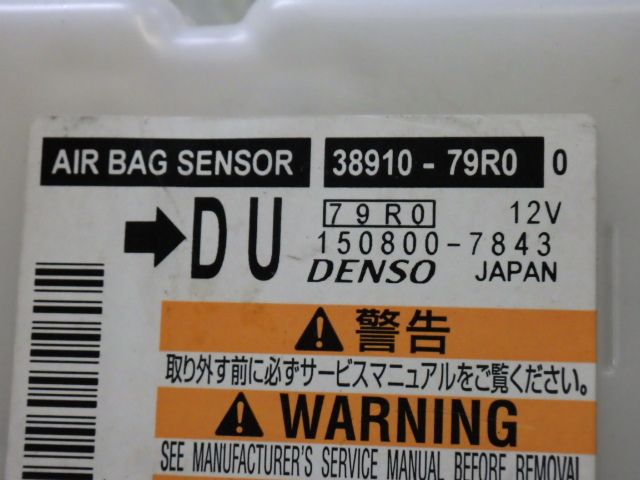 AIR BAG SENSOR 38910 - 79R0 0
79R0 12V
DU 150800-7843
DENSO JAPAN
警告
取り外す前に必ずサービスマニュアルをご覧ください。
WARNING
SEE MANUFACTURER'S SERVICE MANUAL BEFORE REMOVAL